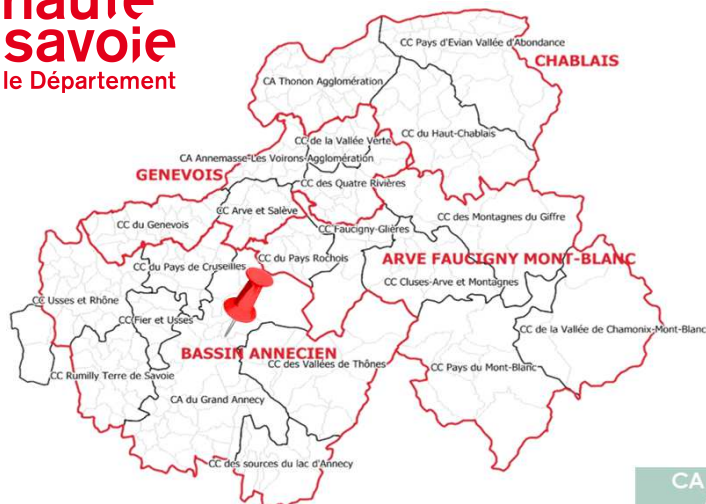 haute
savoie
le Département
CC Pays d'Evian Vallée d'Abondance
CHABLAIS
CA Thonon Agglomération
CC de la Vallée Verte
CC du Haut-Chablais
CA Annemasse-Les Voirons-Agglomération
GENEVOIS
CC des Quatre Rivières
CC Arve et Salève
CC des Montagnes du Giffre
CC du Genevois
CC Faucigny-Glières
CC du Pays Rochois
ARVE FAUCIGNY MONT-BLANC
CC du Pays de Cruseilles
CC Cluses-Arve et Montagnes
CC Usses et Rhône
CC Fier et Usses
CC de la Vallée de Chamonix-Mont-Blanc
BASSIN ANNECIEN
CC des Vallées de Thônes
CC Pays du Mont-Blanc
CC Rumilly Terre de Savoie
CA du Grand Annecy
CC des sources du lac d'Annecy
CA